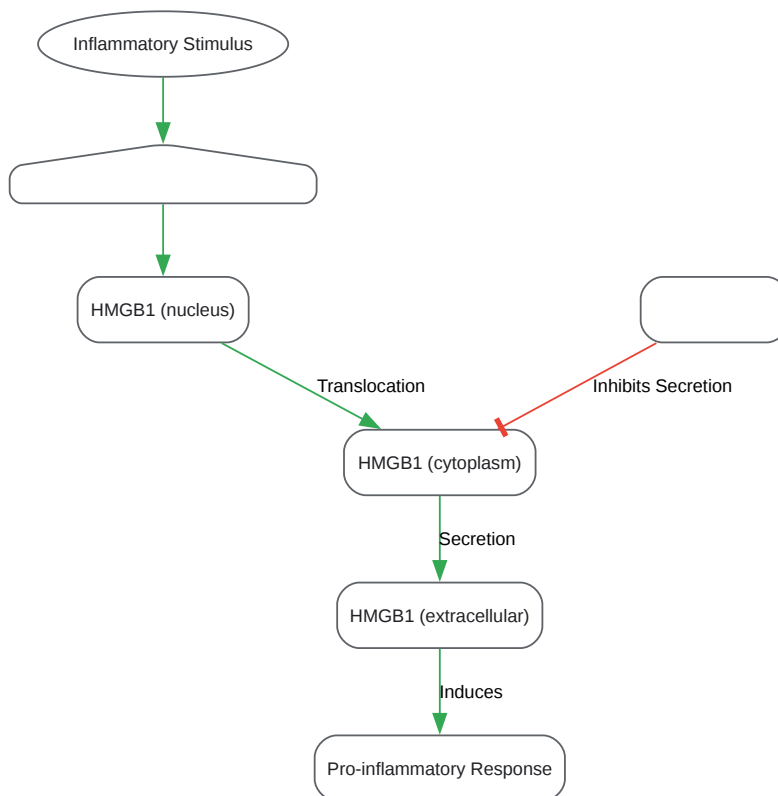 Inflammatory Stimulus
HMGB1 (nucleus)
Translocation
Inhibits Secretion
HMGB1 (cytoplasm)
Secretion
HMGB1 (extracellular)
Induces
Pro-inflammatory Response